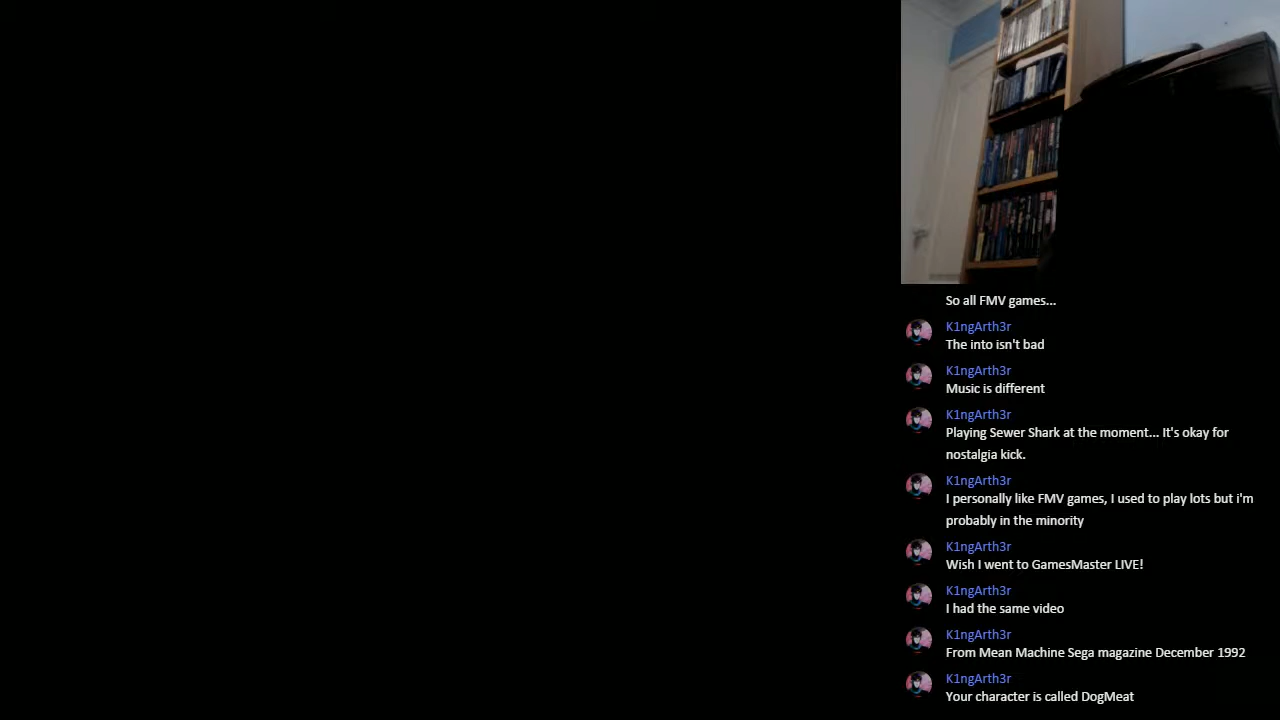 So all FMV games...
K1ngArth3r
The into isn't bad
K1ngArth3r
Music is different
K1ngArth3r
Playing Sewer Shark at the moment... It's okay for
nostalgia kick.
K1ngArth3r
I personally like FMV games, I used to play lots but i'm
probably in the minority
K1ngArth3r
Wish I went to GamesMaster LIVE!
K1ngArth3r
I had the same video
K1ngArth3r
From Mean Machine Sega magazine December 1992
K1ngArth3r
Your character is called DogMeat